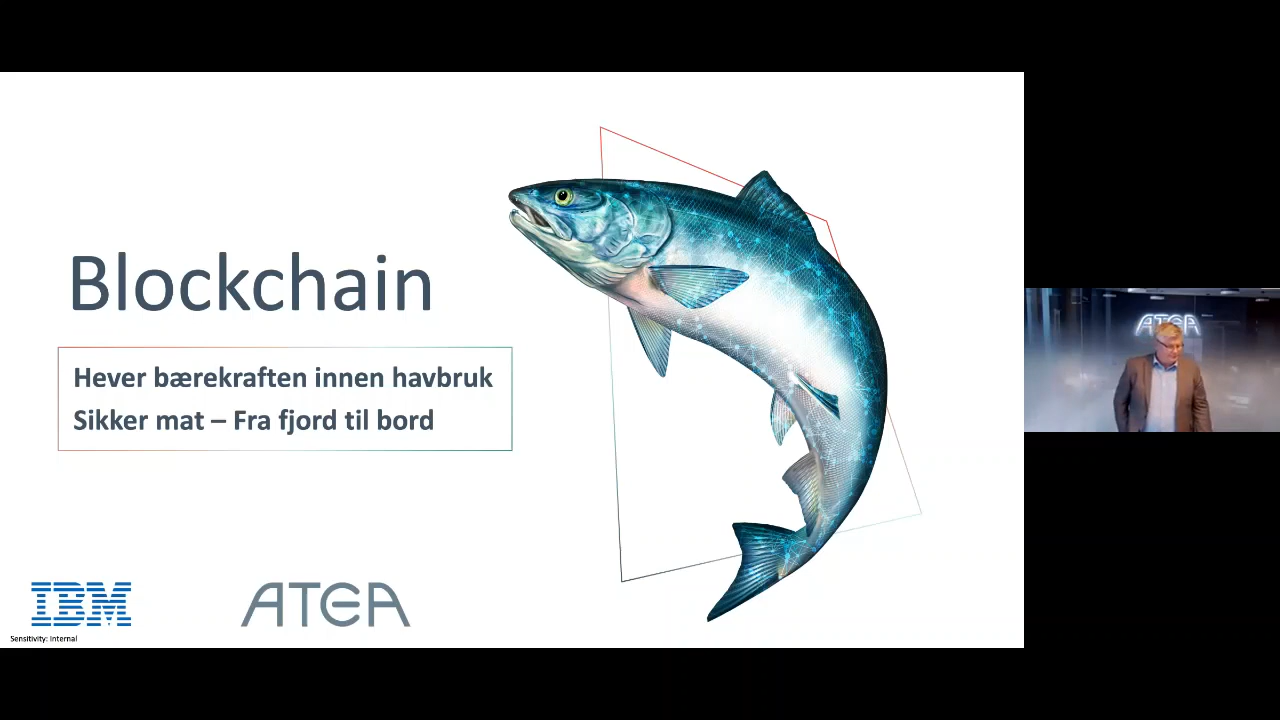 Blockchain
Hever bærekraften innen havbruk
Sikker mat – Fra fjord til bord
IBM
ATEA
Sensitivity: Internal
ATEA